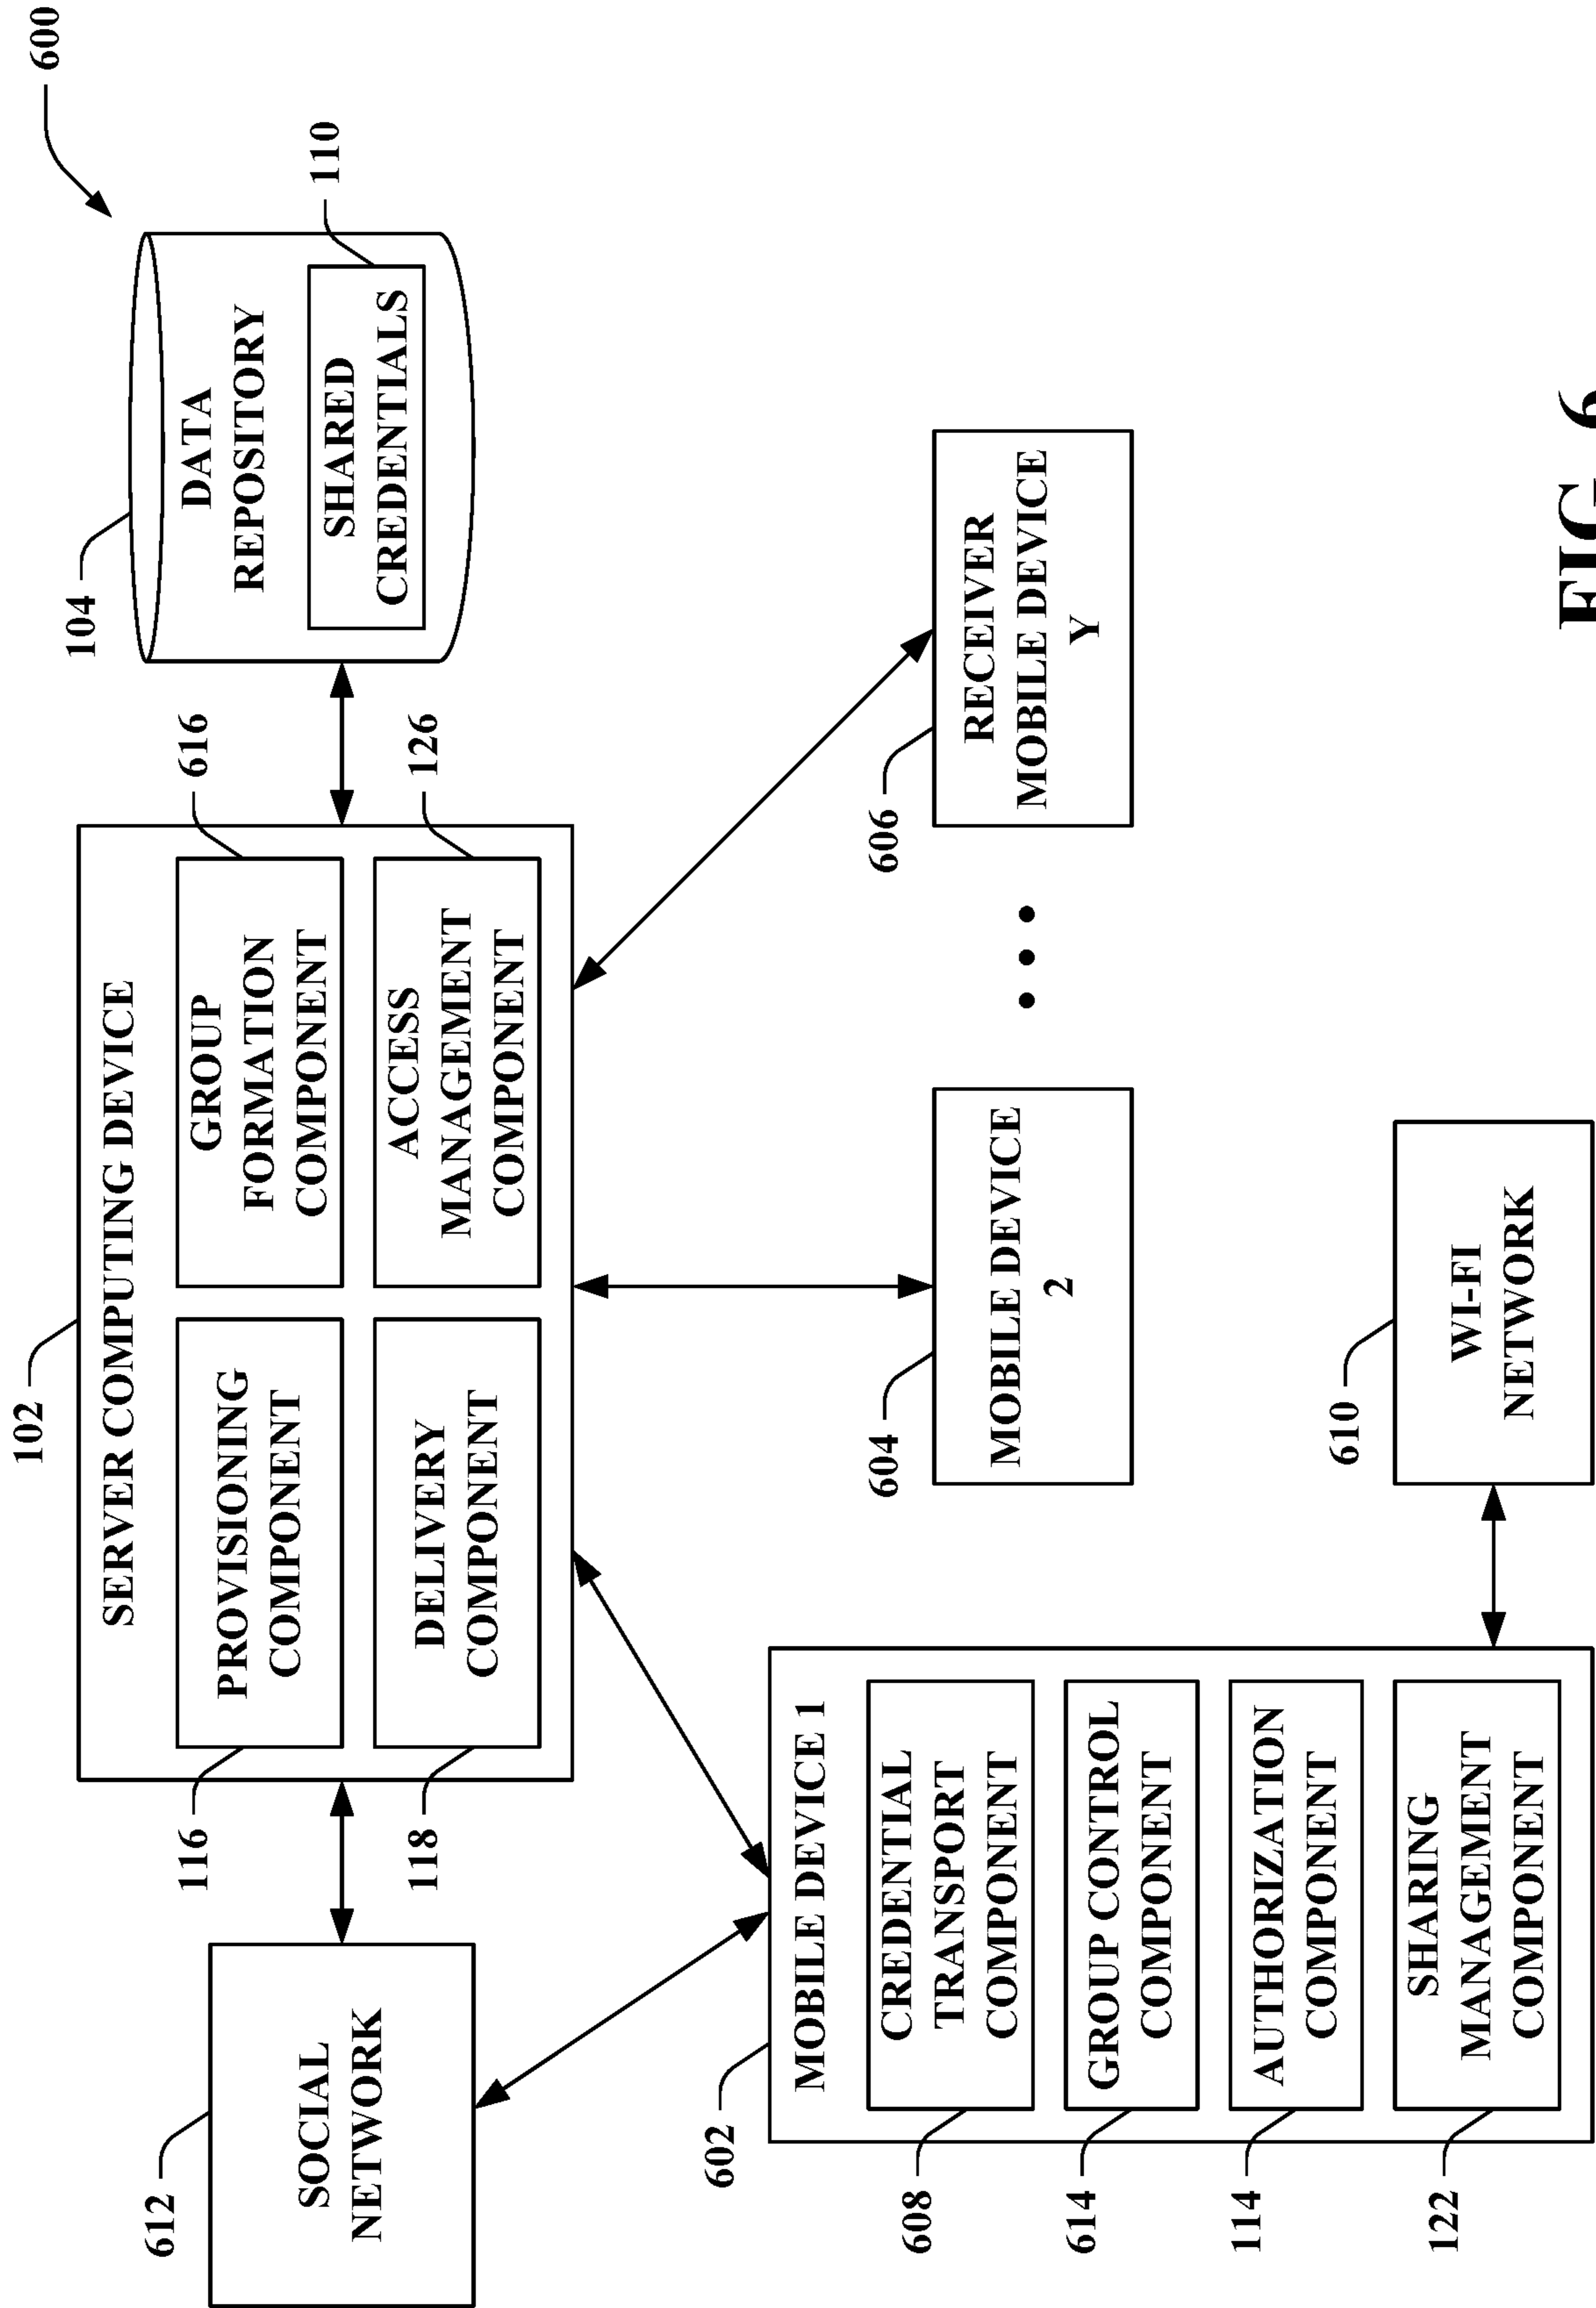 600
102
SERVER COMPUTING DEVICE
104
DATA
REPOSITORY
SHARED
CREDENTIALS
110
612
SOCIAL
NETWORK
116
PROVISIONING
COMPONENT
GROUP
FORMATION
COMPONENT
616
118
DELIVERY
COMPONENT
ACCESS
MANAGEMENT
COMPONENT
126
602
MOBILE DEVICE 1
608
CREDENTIAL
TRANSPORT
COMPONENT
614
GROUP CONTROL
COMPONENT
114
AUTHORIZATION
COMPONENT
122
SHARING
MANAGEMENT
COMPONENT
604
MOBILE DEVICE
2
• • •
606
RECEIVER
MOBILE DEVICE
Y
610
WI-FI
NETWORK
FIG. 6